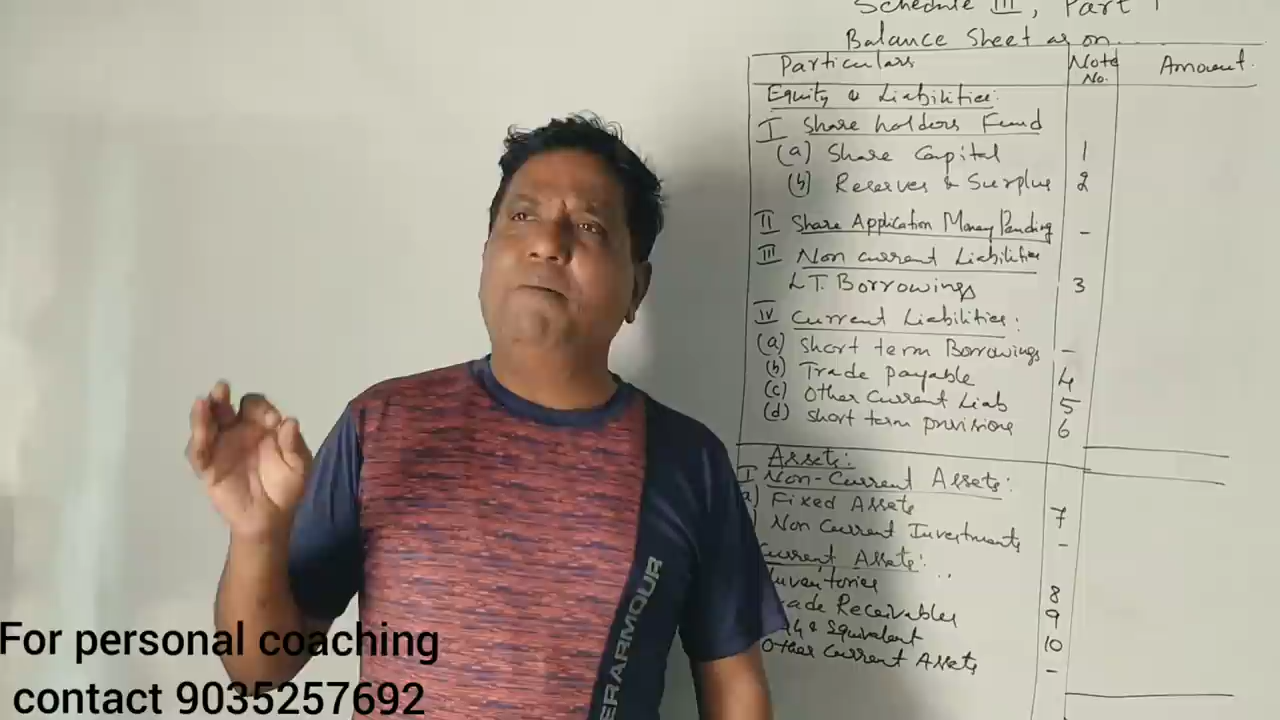 Schedule III, Part I
Balance Sheet as on...
Particulars Note No. Amount.
Equity & Liabilities:
I Share holders Fund
(a) Share Capital 1
(b) Reserves & Surplus 2
II Share Application Money Pending -
III Non current Liabilities
L.T. Borrowings 3
IV Current Liabilities:
(a) Short term Borrowings -
(b) Trade payable 4
(c) Other Current Liab 5
(d) Short term provisions 6
Assets:
I Non-Current Assets:
a) Fixed Assets 7
Non Current Investments -
Current Assets:
Inventories 8
rade Receivables 9
& Equivalent 10
Other Current Assets -
ERARMOUR
For personal coaching
contact 9035257692